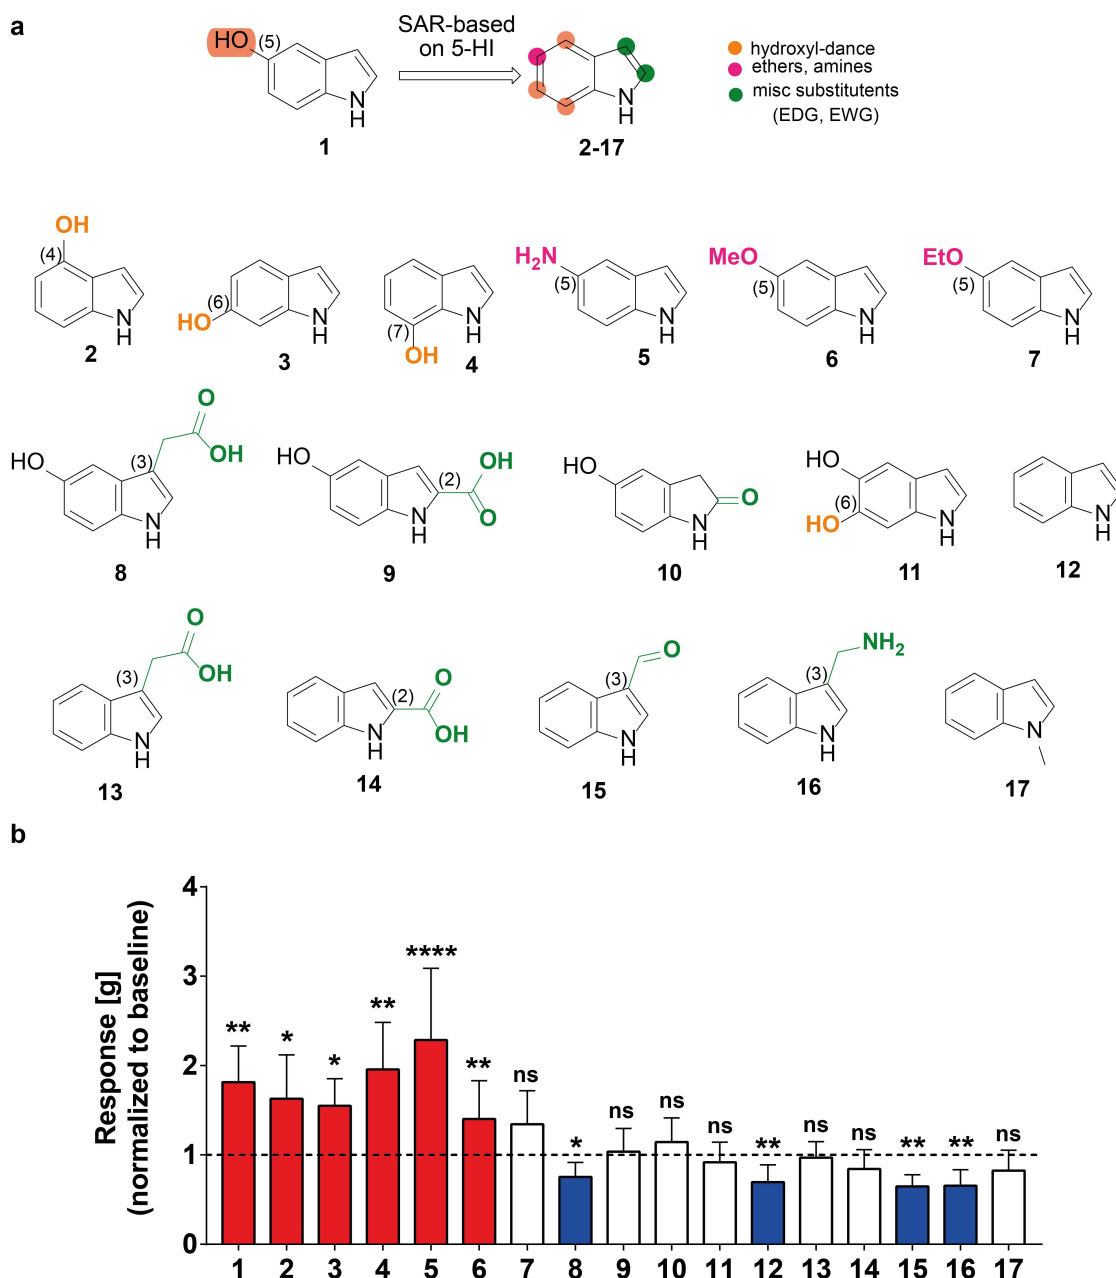 a
HO (5)
N
H
1
SAR-based
on 5-HI
N
H
2-17
hydroxyl-dance
ethers, amines
misc substitutents
(EDG, EWG)
OH
(4)
N
H
2
(6)
HO
N
H
3
(7)
OH
N
H
4
H2N
(5)
N
H
5
MeO
(5)
N
H
6
EtO
(5)
N
H
7
HO
(3)
O
OH
N
H
8
HO
(2)
OH
O
N
H
9
HO
O
N
H
10
HO
(6)
HO
N
H
11
N
H
12
(3)
O
OH
N
H
13
(2)
O
OH
N
H
14
(3)
O
N
H
15
(3)
NH2
N
H
16
N
17
b
Response [g]
(normalized to baseline)
4
3
2
1
0
** * * ** **** ** ns * ns ns ns ** ns ns ** ** ns
1 2 3 4 5 6 7 8 9 10 11 12 13 14 15 16 17